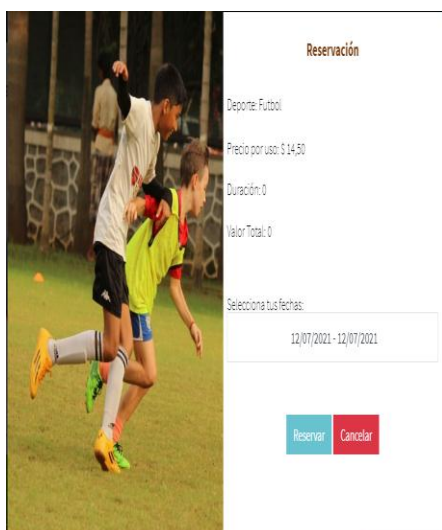 Reservación
Deporte: Futbol
Precio por uso: $ 14,50
Duración: 0
Valor Total: 0
Selecciona tus fechas:
12/07/2021 - 12/07/2021
Reservar
Cancelar